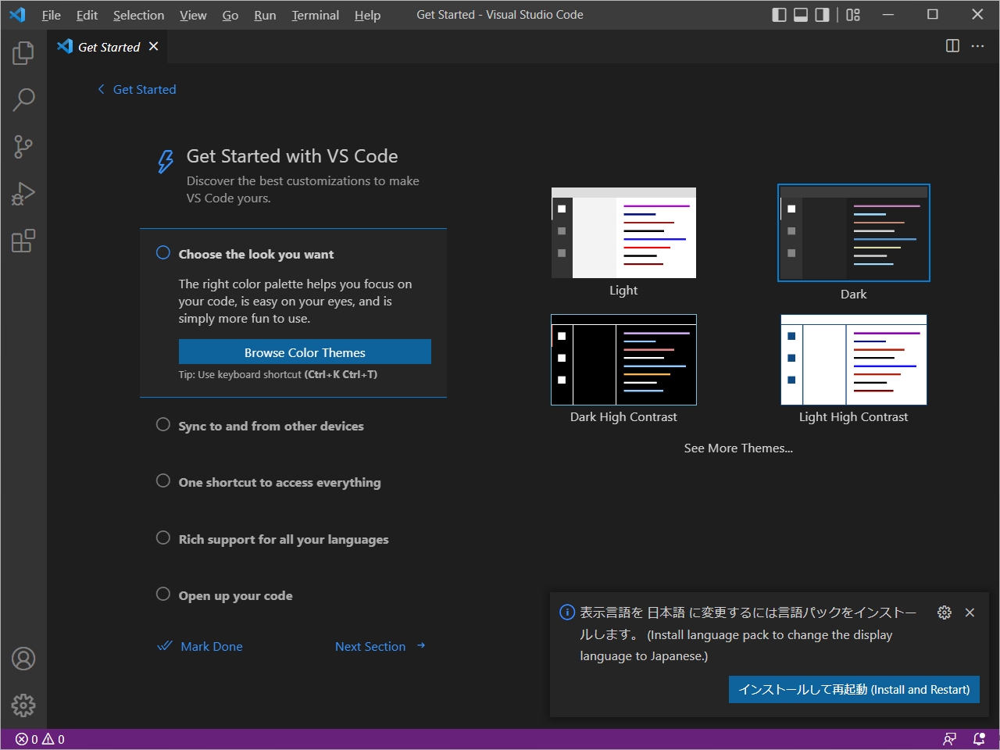 File Edit Selection View Go Run Terminal Help Get Started - Visual Studio Code
Get Started
Get Started
Get Started with VS Code
Discover the best customizations to make
VS Code yours.
Choose the look you want
The right color palette helps you focus on
your code, is easy on your eyes, and is
simply more fun to use.
Browse Color Themes
Tip: Use keyboard shortcut (Ctrl+K Ctrl+T)
Sync to and from other devices
One shortcut to access everything
Rich support for all your languages
Open up your code
Mark Done Next Section
Light
Dark
Dark High Contrast
Light High Contrast
See More Themes...
表示言語を 日本語 に変更するには言語パックをインストー
ルします。 (Install language pack to change the display
language to Japanese.)
インストールして再起動 (Install and Restart)
0 0